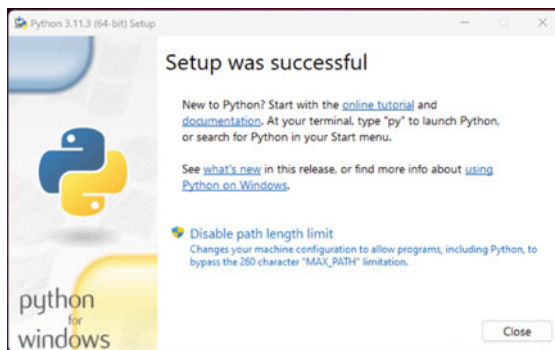 Python 3.11.3 (64-bit) Setup
Setup was successful
New to Python? Start with the online tutorial and
documentation. At your terminal, type "py" to launch Python,
or search for Python in your Start menu.
See what's new in this release, or find more info about using
Python on Windows.
Disable path length limit
Changes your machine configuration to allow programs, including Python, to
bypass the 260 character "MAX_PATH" limitation.
python
for
windows
Close